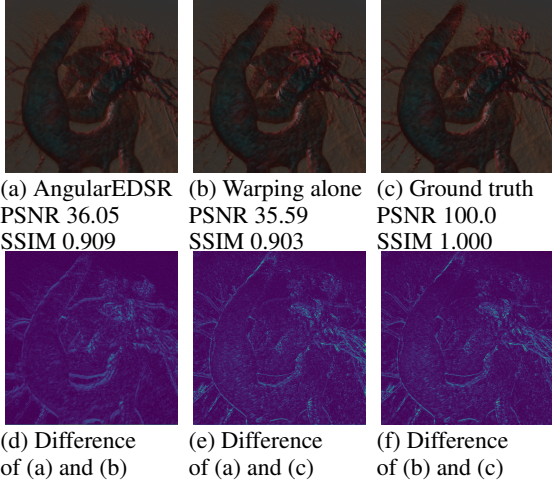 (a) AngularEDSR
PSNR 36.05
SSIM 0.909
(b) Warping alone
PSNR 35.59
SSIM 0.903
(c) Ground truth
PSNR 100.0
SSIM 1.000
(d) Difference
of (a) and (b)
(e) Difference
of (a) and (c)
(f) Difference
of (b) and (c)